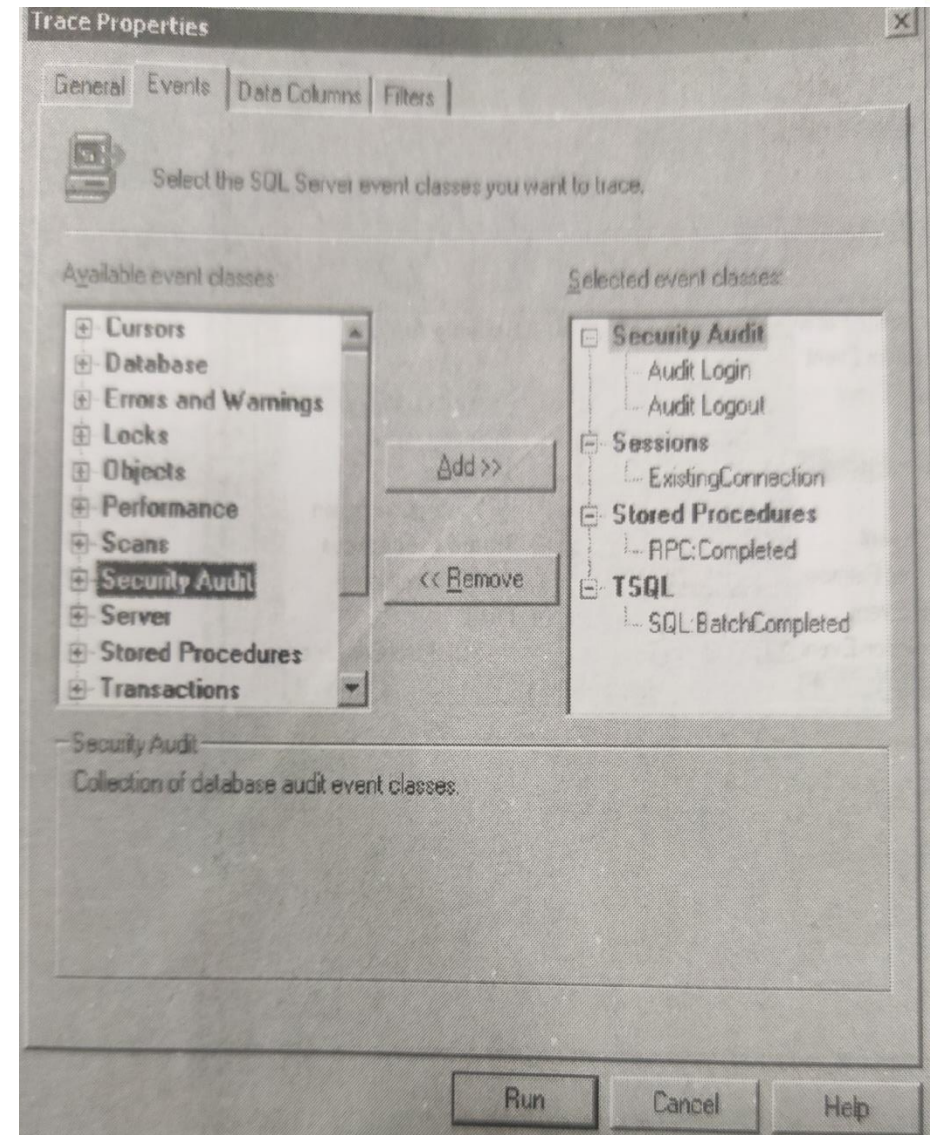 Trace Properties
General Events Data Columns Filters
Select the SQL Server event classes you want to trace.
Available event classes:
Cursors
Database
Errors and Warnings
Locks
Objects
Performance
Scans
Security Audit
Server
Stored Procedures
Transactions
Add >>
<< Remove
Selected event classes:
Security Audit
Audit Login
Audit Logout
Sessions
ExistingConnection
Stored Procedures
RPC:Completed
TSQL
SQL:BatchCompleted
Security Audit
Collection of database audit event classes.
Run Cancel Help